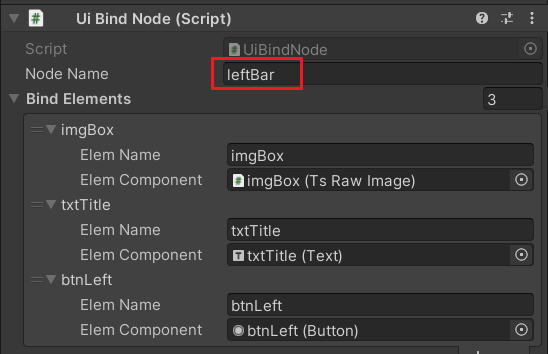 Ui Bind Node (Script)
Script UiBindNode
Node Name leftBar
Bind Elements 3
imgBox
Elem Name imgBox
Elem Component imgBox (Ts Raw Image)
txtTitle
Elem Name txtTitle
Elem Component txtTitle (Text)
btnLeft
Elem Name btnLeft
Elem Component btnLeft (Button)